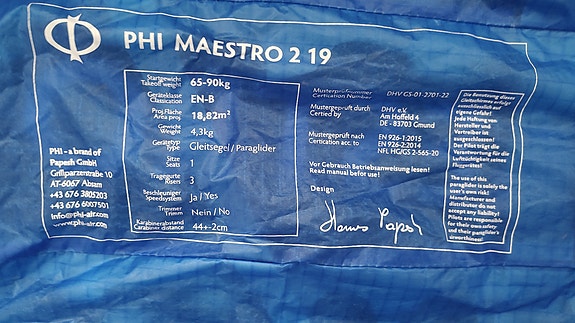 PHI MAESTRO 2 19
Startgewicht
Takeoff weight 65-90kg
Geräteklasse
Classification EN-B
Proj.Fläche
Area proj 18,82m²
Gewicht
Weight 4,3kg
Gerätetyp
Type Gleitsegel / Paraglider
Sitze
Seats 1
Tragegurte
Risers 3
Beschleuniger
Speedsystem Ja / Yes
Trimmer
Trimm Nein / No
Karabinerabstand
Carabiner distance 44+-2cm
PHI - a brand of
Papesh GmbH
Grillparzerstraße 10
AT-6067 Absam
+43 676 3805203
+43 676 6007501
info@phi-air.com
www.phi-air.com
Musterprüfnummer
Certication Number DHV GS-01-2701-22
Mustergeprüft durch
Certied by
DHV e.V.
Am Hoffeld 4
DE - 83703 Gmund
Mustergeprüft nach
Certication acc. to
EN 926-1:2015
EN 926-2:2014
NFL HG/GS 2-565-20
Vor Gebrauch Betriebsanweisung lesen!
Read manual befor use!
Design
Hannes Papesh
Die Benutzung dieses
Gleitschirmes erfolgt
ausschliesslich auf
eigene Gefahr!
Jede Haftung von
Hersteller und
Vertreiber ist
ausgeschlossen!
Der Pilot trägt die
Verantwortung für die
Lufttüchtigkeit seines
Fluggerätes!
The use of this
paraglider is solely the
user's own risk!
Manufacturer and
distributor do not
accept any liability!
Pilots are responsible
for their own safety
and their paraglider's
airworthiness!